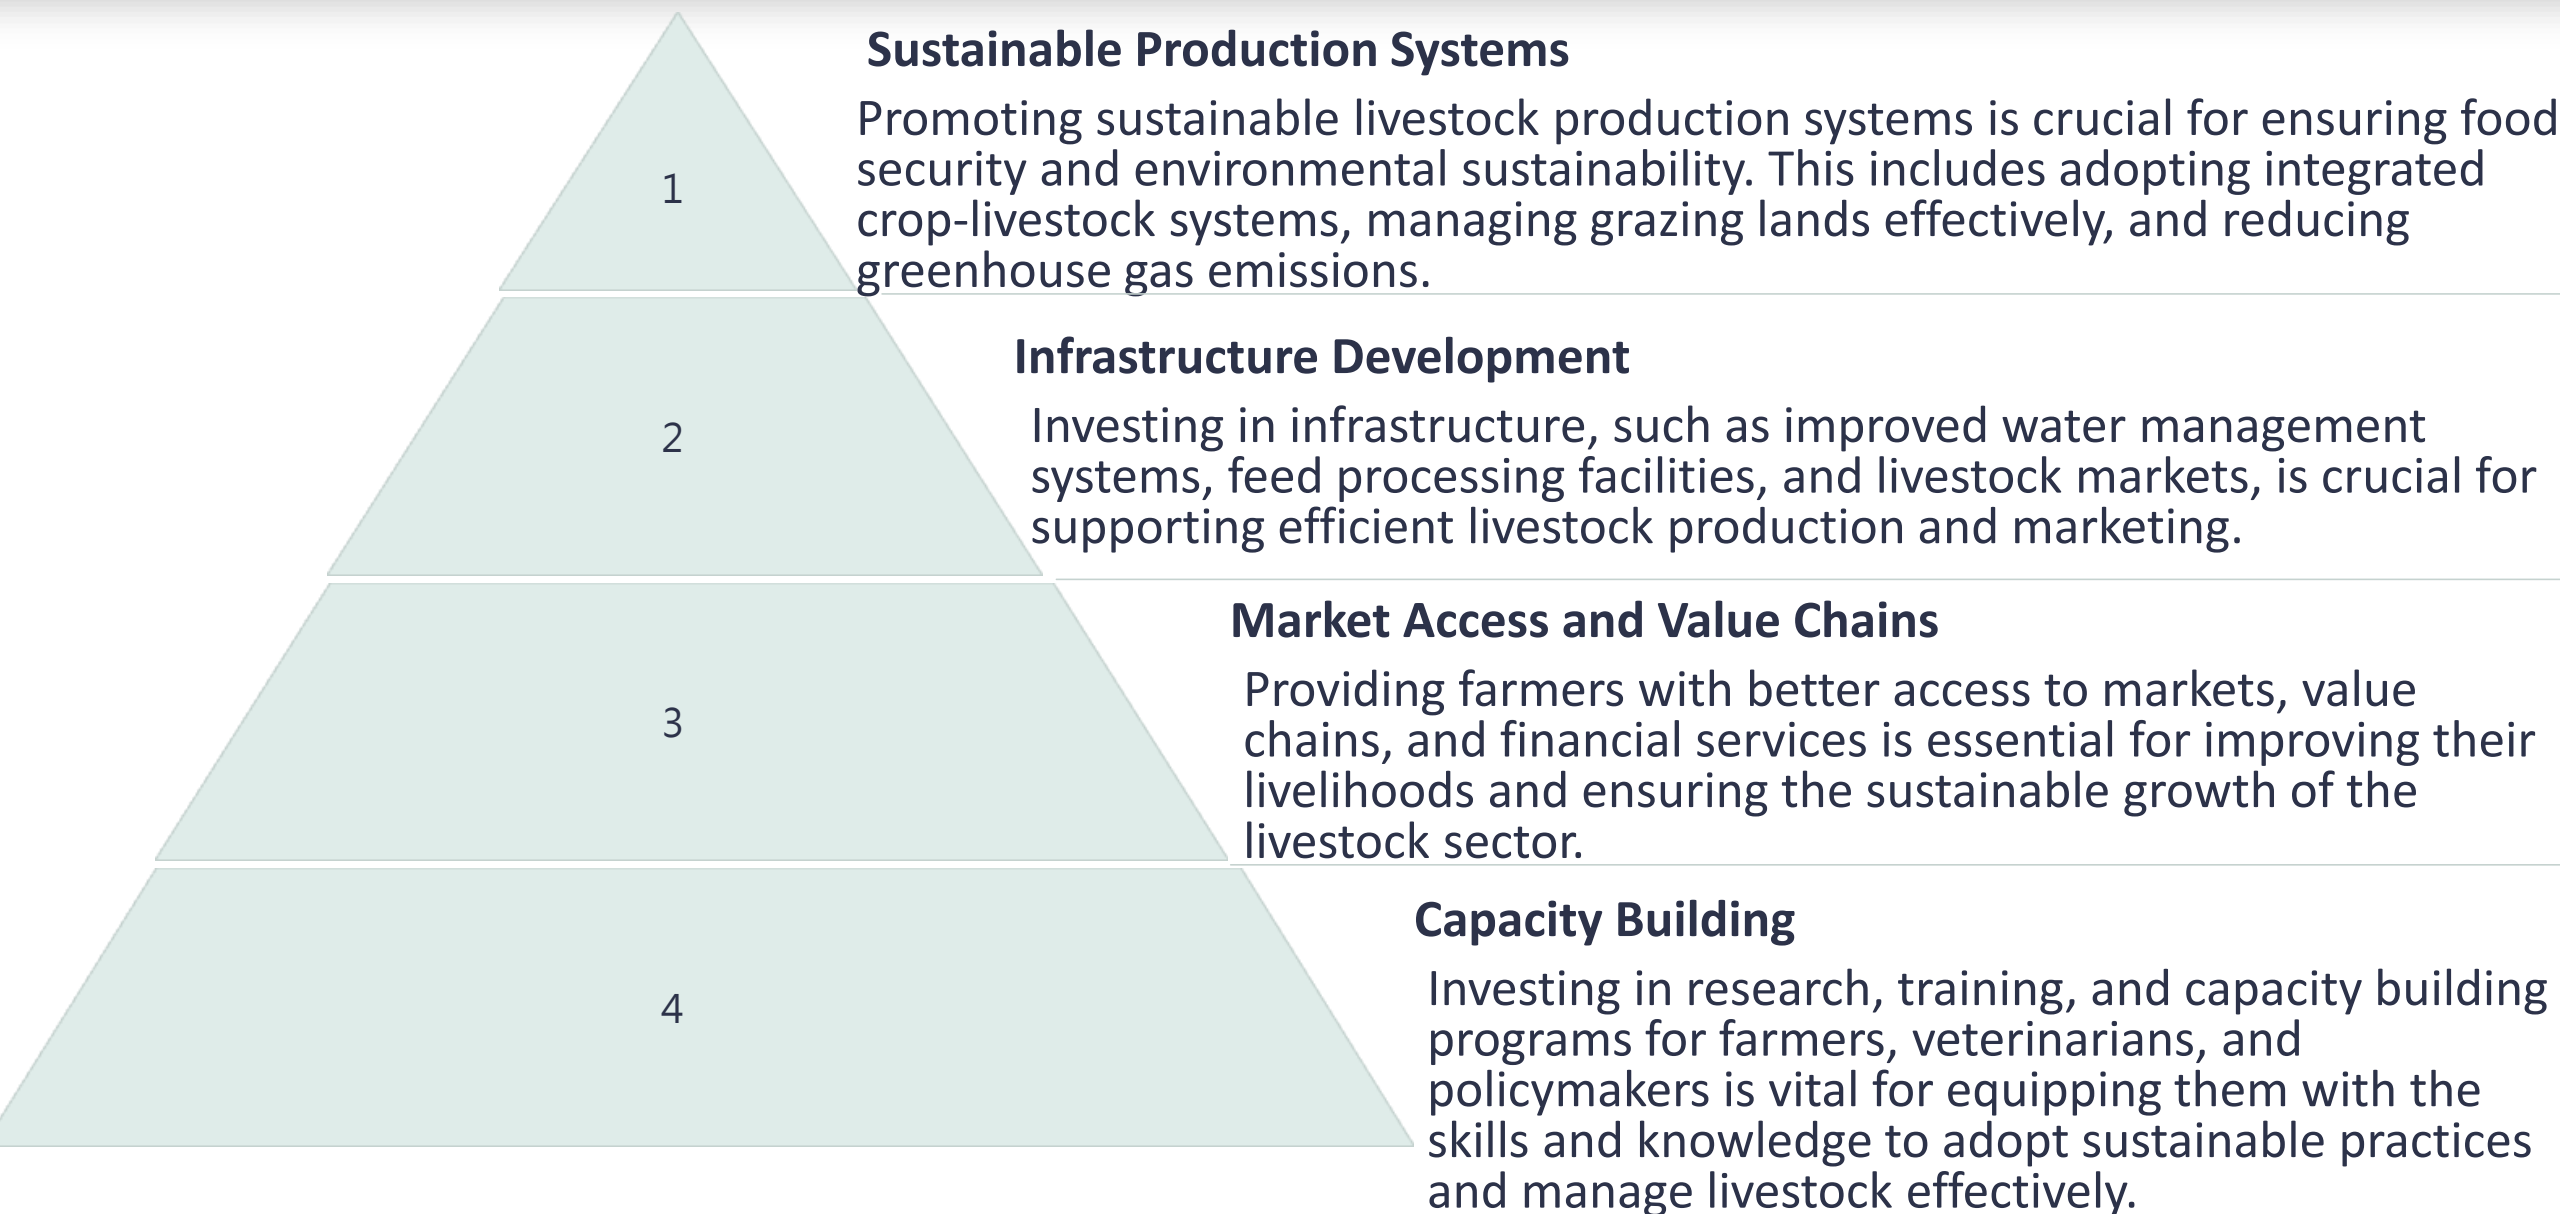 Sustainable Production Systems
1
Promoting sustainable livestock production systems is crucial for ensuring food
security and environmental sustainability. This includes adopting integrated
crop-livestock systems, managing grazing lands effectively, and reducing
greenhouse gas emissions.
Infrastructure Development
2
Investing in infrastructure, such as improved water management
systems, feed processing facilities, and livestock markets, is crucial for
supporting efficient livestock production and marketing.
Market Access and Value Chains
3
Providing farmers with better access to markets, value
chains, and financial services is essential for improving their
livelihoods and ensuring the sustainable growth of the
livestock sector.
Capacity Building
4
Investing in research, training, and capacity building
programs for farmers, veterinarians, and
policymakers is vital for equipping them with the
skills and knowledge to adopt sustainable practices
and manage livestock effectively.